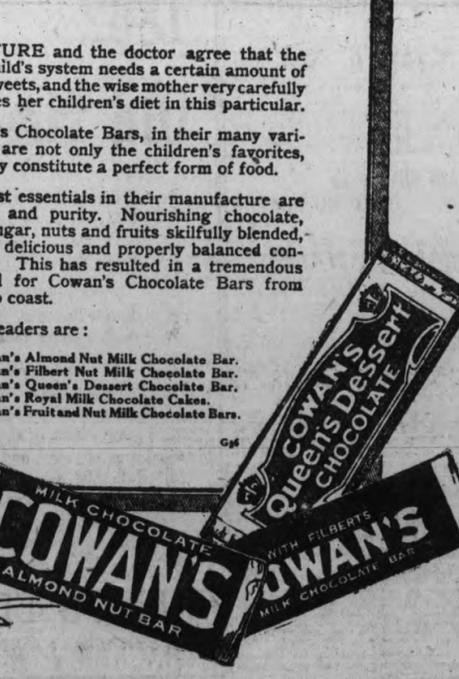 TURE and the doctor agree that the
ild's system needs a certain amount of
weets, and the wise mother very carefully
es her children's diet in this particular.
's Chocolate Bars, in their many vari-
are not only the children's favorites,
y constitute a perfect form of food.
st essentials in their manufacture are
and purity. Nourishing chocolate,
ugar, nuts and fruits skilfully blended,
delicious and properly balanced con-
This has resulted in a tremendous
d for Cowan's Chocolate Bars from
o coast.
eaders are :
n's Almond Nut Milk Chocolate Bar.
n's Filbert Nut Milk Chocolate Bar.
n's Queen's Dessert Chocolate Bar.
n's Royal Milk Chocolate Cakes.
n's Fruit and Nut Milk Chocolate Bars.
G36
COWAN'S
Queen's Dessert
CHOCOLATE
WITH FILBERTS
OWAN'S
MILK CHOCOLATE BAR
MILK CHOCOLATE
COWAN'S
ALMOND NUT BAR